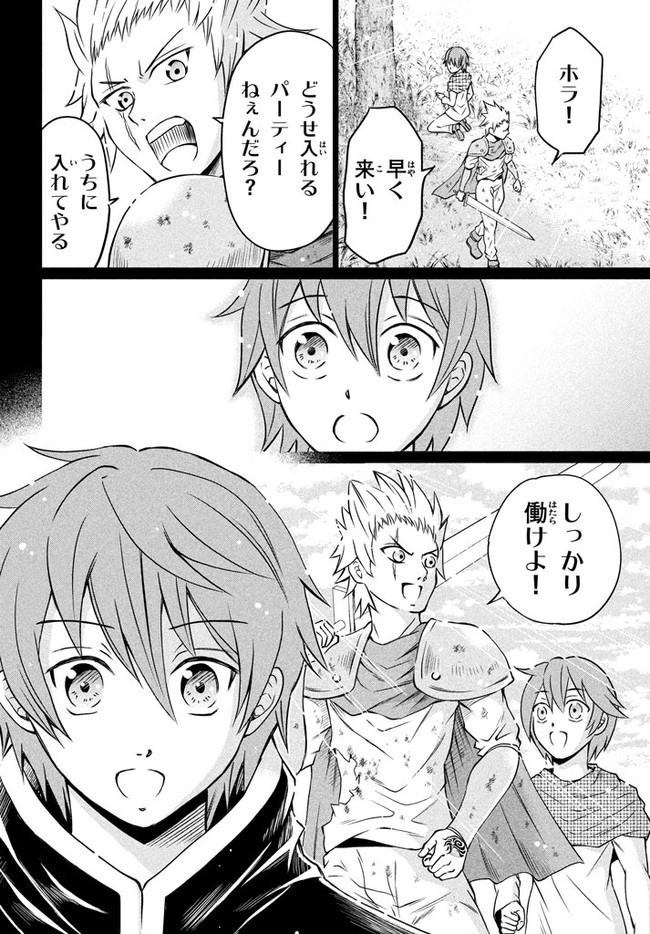 ホラ！
早く
来い！
どうせ入れる
パーティー
ねぇんだろ？
うちに
入れてやる
しっかり
働けよ！